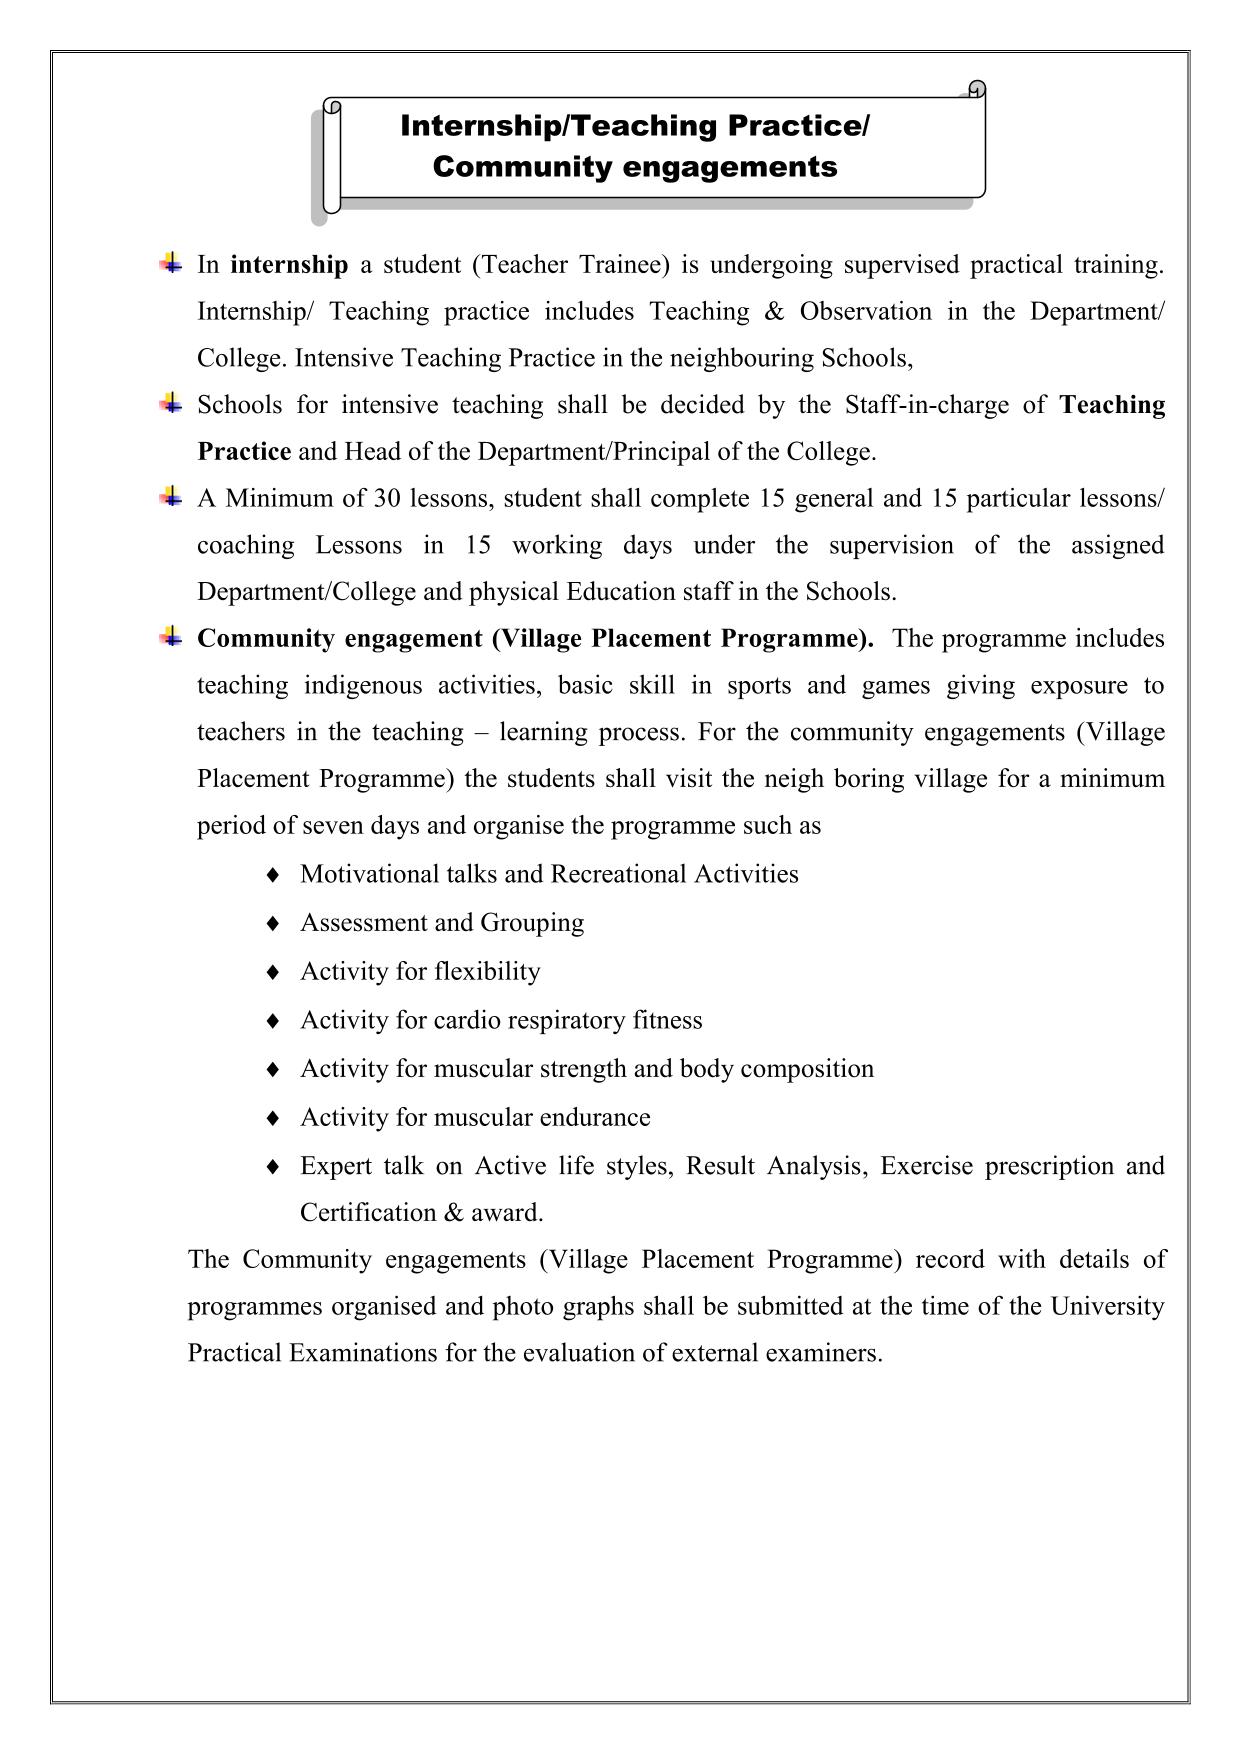 Internship/Teaching Practice/
Community engagements
In internship a student (Teacher Trainee) is undergoing supervised practical training.
Internship/ Teaching practice includes Teaching & Observation in the Department/
College. Intensive Teaching Practice in the neighbouring Schools,
Schools for intensive teaching shall be decided by the Staff-in-charge of Teaching
Practice and Head of the Department/Principal of the College.
A Minimum of 30 lessons, student shall complete 15 general and 15 particular lessons/
coaching Lessons in 15 working days under the supervision of the assigned
Department/College and physical Education staff in the Schools.
Community engagement (Village Placement Programme). The programme includes
teaching indigenous activities, basic skill in sports and games giving exposure to
teachers in the teaching – learning process. For the community engagements (Village
Placement Programme) the students shall visit the neigh boring village for a minimum
period of seven days and organise the programme such as
♦ Motivational talks and Recreational Activities
♦ Assessment and Grouping
♦ Activity for flexibility
♦ Activity for cardio respiratory fitness
♦ Activity for muscular strength and body composition
♦ Activity for muscular endurance
♦ Expert talk on Active life styles, Result Analysis, Exercise prescription and
Certification & award.
The Community engagements (Village Placement Programme) record with details of
programmes organised and photo graphs shall be submitted at the time of the University
Practical Examinations for the evaluation of external examiners.